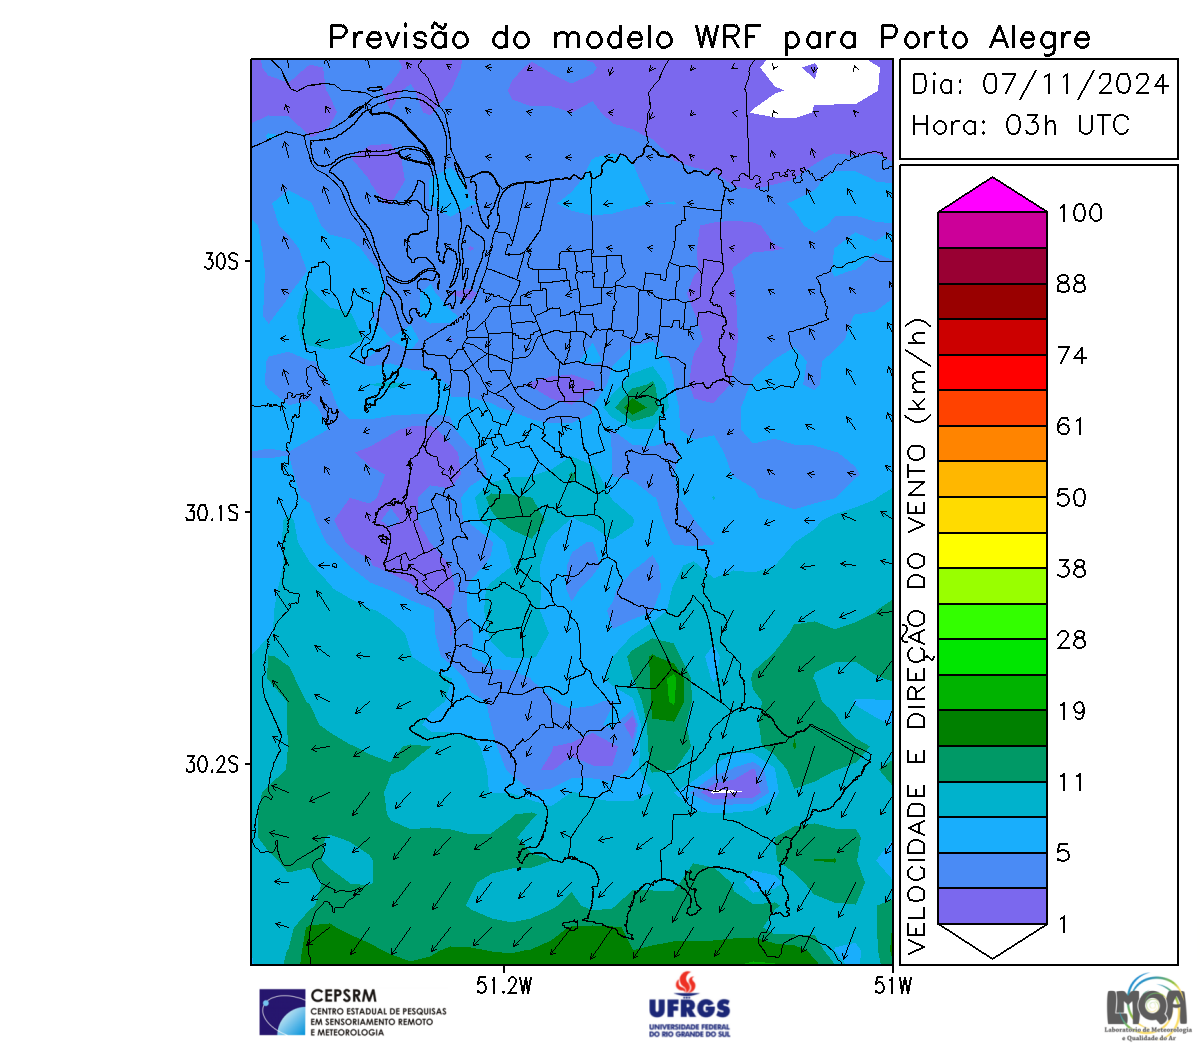 Previsão do modelo WRF para Porto Alegre
Dia: 07/11/2024
Hora: 03h UTC
30S
30.1S
30.2S
51.2W
51W
VELOCIDADE E DIREÇÃO DO VENTO (km/h)
100
88
74
61
50
38
28
19
11
5
1
CEPSRM
CENTRO ESTADUAL DE PESQUISAS
EM SENSORIAMENTO REMOTO
E METEOROLOGIA
UFRGS
UNIVERSIDADE FEDERAL
DO RIO GRANDE DO SUL
LMQA
Laboratório de Meteorologia
e Qualidade do Ar